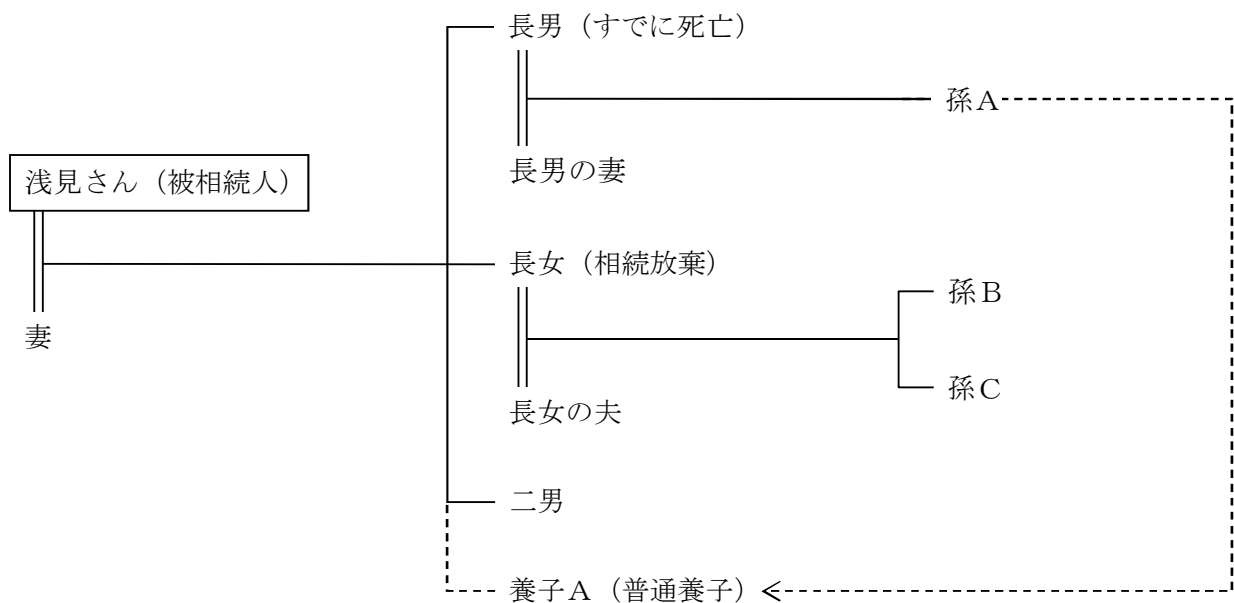 長男（すでに死亡）
孫Ａ
長男の妻
浅見さん（被相続人）
長女（相続放棄）
孫Ｂ
妻
孫Ｃ
長女の夫
二男
養子Ａ（普通養子）